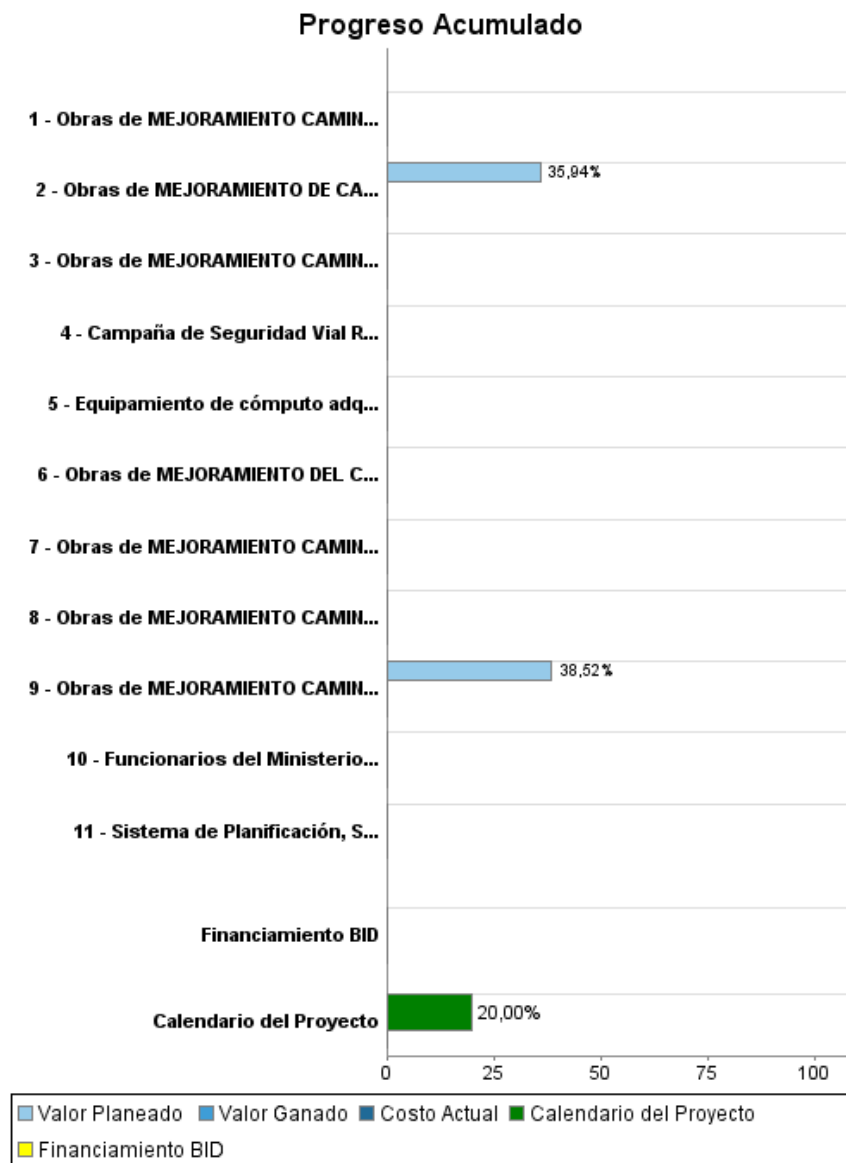 Progreso Acumulado
1 - Obras de MEJORAMIENTO CAMIN...
35,94%
2 - Obras de MEJORAMIENTO DE CA...
3 - Obras de MEJORAMIENTO CAMIN...
4 - Campaña de Seguridad Vial R...
5 - Equipamiento de cómputo adq...
6 - Obras de MEJORAMIENTO DEL C...
7 - Obras de MEJORAMIENTO CAMIN...
8 - Obras de MEJORAMIENTO CAMIN...
38,52%
9 - Obras de MEJORAMIENTO CAMIN...
10 - Funcionarios del Ministerio...
11 - Sistema de Planificación, S...
Financiamiento BID
Calendario del Proyecto 20,00%
0 25 50 75 100
Valor Planeado Valor Ganado Costo Actual Calendario del Proyecto
Financiamiento BID